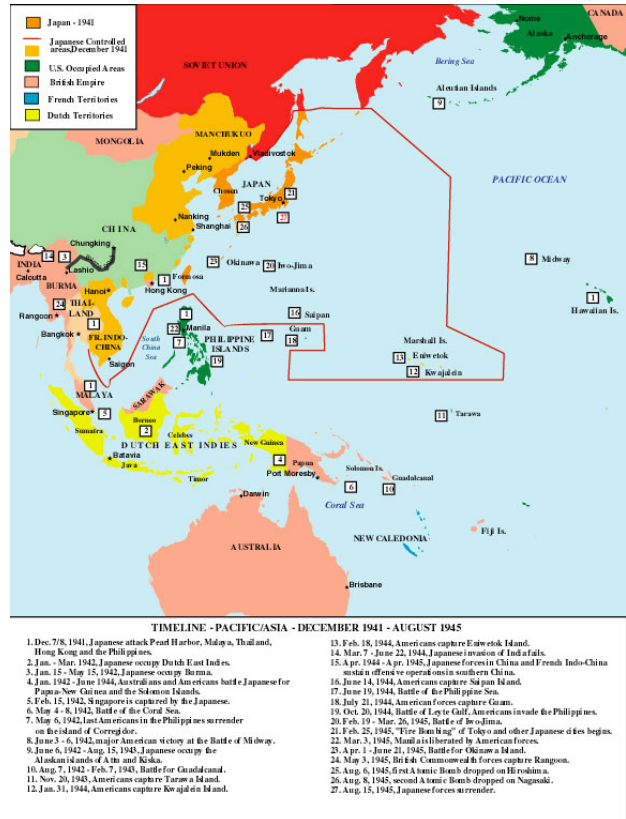 Japan - 1941
Japanese Controlled
areas,December 1941
U.S. Occupied Areas
British Empire
French Territories
Dutch Territories
CANADA
Nome
Alaska
Anchorage
SOVIET UNION
Bering Sea
Aleutian Islands
9
MONGOLIA
MANCHUKUO
Mukden
Vladivostok
Peking
Chosen
JAPAN
Tokyo
21
25
27
26
PACIFIC OCEAN
CHINA
Nanking
Shanghai
Chungking
14
3
INDIA
Calcutta
Lashio
BURMA
15
1
Formosa
Hong Kong
23
Okinawa
20
Iwo-Jima
8
Midway
Marianna Is.
1
Hawaiian Is.
Hanoi
24
THAI-
LAND
Rangoon
1
Bangkok
FR.INDO-
CHINA
Saigon
South
China
Sea
1
22
Manila
7
PHILIPPINE
ISLANDS
19
16
Saipan
17
Guam
18
Marshall Is.
13
Eniwetok
12
Kwajalein
1
MALAYA
SARAWAK
Singapore
5
11
Tarawa
Sumatra
Borneo
2
Celebes
DUTCH EAST INDIES
New Guinea
4
Papua
Batavia
Java
Timor
Port Moresby
Solomon Is.
6
Guadalcanal
10
Darwin
Coral Sea
NEW CALEDONIA
Fiji Is.
AUSTRALIA
Brisbane
TIMELINE - PACIFIC/ASIA - DECEMBER 1941 - AUGUST 1945
1. Dec. 7/8, 1941, Japanese attack Pearl Harbor, Malaya, Thailand,
Hong Kong and the Philippines.
2. Jan. - Mar. 1942, Japanese occupy Dutch East Indies.
3. Jan. 15 - May 15, 1942, Japanese occupy Burma.
4. Jan. 1942 - June 1944, Australians and Americans battle Japanese for
Papua-New Guinea and the Solomon Islands.
5. Feb. 15, 1942, Singapore is captured by the Japanese.
6. May 4 - 8, 1942, Battle of the Coral Sea.
7. May 6, 1942, last Americans in the Philippines surrender
on the island of Corregidor.
8. June 3 - 6, 1942, major American victory at the Battle of Midway.
9. June 6, 1942 - Aug. 15, 1943, Japanese occupy the
Alaskan islands of Attu and Kiska.
10. Aug. 7, 1942 - Feb. 7, 1943, Battle for Guadalcanal.
11. Nov. 20, 1943, Americans capture Tarawa Island.
12. Jan. 31, 1944, Americans capture Kwajalein Island.
13. Feb. 18, 1944, Americans capture Eniwetok Island.
14. Mar. 7 - June 22, 1944, Japanese invasion of India fails.
15. Apr. 1944 - Apr. 1945, Japanese forces in China and French Indo-China
sustain offensive operations in southern China.
16. June 14, 1944, Americans capture Saipan Island.
17. June 19, 1944, Battle of the Philippine Sea.
18. July 21, 1944, American forces capture Guam.
19. Oct. 20, 1944, Battle of Leyte Gulf, Americans invade the Philippines.
20. Feb. 19 - Mar. 26, 1945, Battle of Iwo-Jima.
21. Feb. 25, 1945, "Fire Bombing" of Tokyo and other Japanese cities begins.
22. Mar. 3, 1945, Manila is liberated by American forces.
23. Apr. 1 - June 21, 1945, Battle for Okinawa Island.
24. May 3, 1945, British Commonwealth forces capture Rangoon.
25. Aug. 6, 1945, first Atomic Bomb dropped on Hiroshima.
26. Aug. 8, 1945, second Atomic Bomb dropped on Nagasaki.
27. Aug. 15, 1945, Japanese forces surrender.